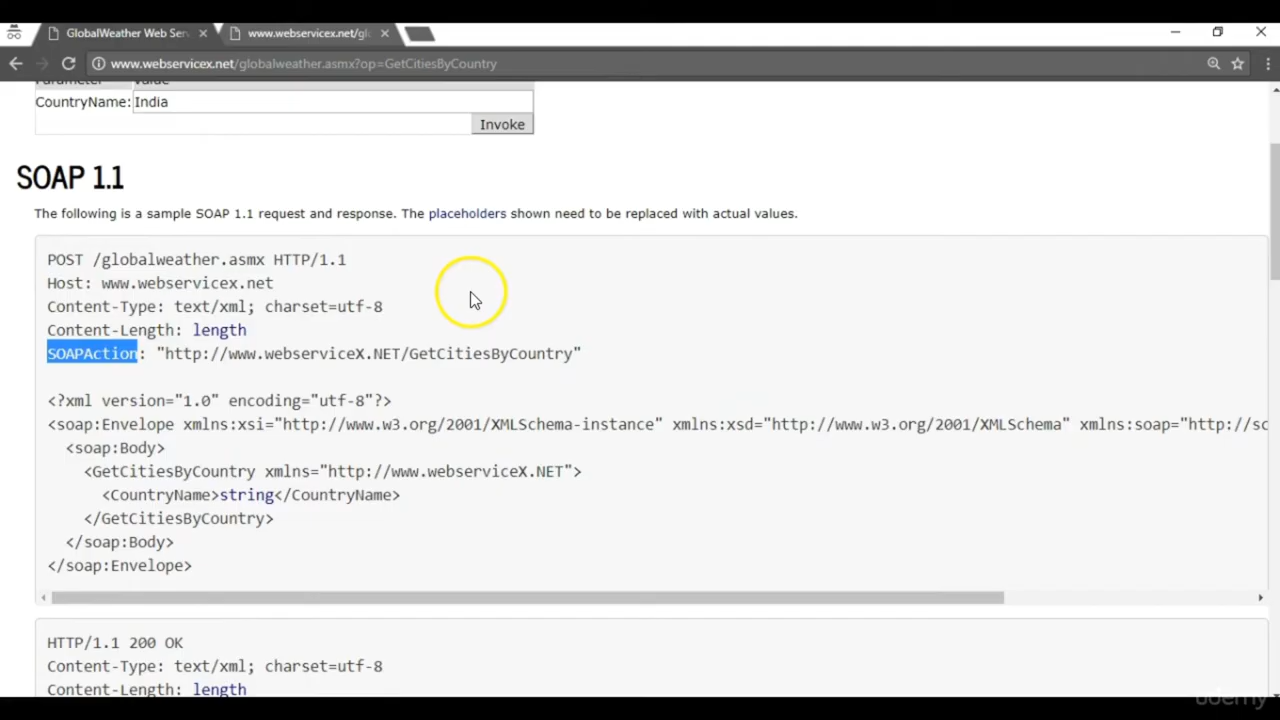 GlobalWeather Web Ser
www.webservicex.net/gl
www.webservicex.net/globalweather.asmx?op=GetCitiesByCountry
Parameter Value
CountryName: India
Invoke
SOAP 1.1
The following is a sample SOAP 1.1 request and response. The placeholders shown need to be replaced with actual values.
POST /globalweather.asmx HTTP/1.1
Host: www.webservicex.net
Content-Type: text/xml; charset=utf-8
Content-Length: length
SOAPAction: "http://www.webserviceX.NET/GetCitiesByCountry"
<?xml version="1.0" encoding="utf-8"?>
<soap:Envelope xmlns:xsi="http://www.w3.org/2001/XMLSchema-instance" xmlns:xsd="http://www.w3.org/2001/XMLSchema" xmlns:soap="http://sc
<soap:Body>
<GetCitiesByCountry xmlns="http://www.webserviceX.NET">
<CountryName>string</CountryName>
</GetCitiesByCountry>
</soap:Body>
</soap:Envelope>
HTTP/1.1 200 OK
Content-Type: text/xml; charset=utf-8
Content-Length: length
udemy